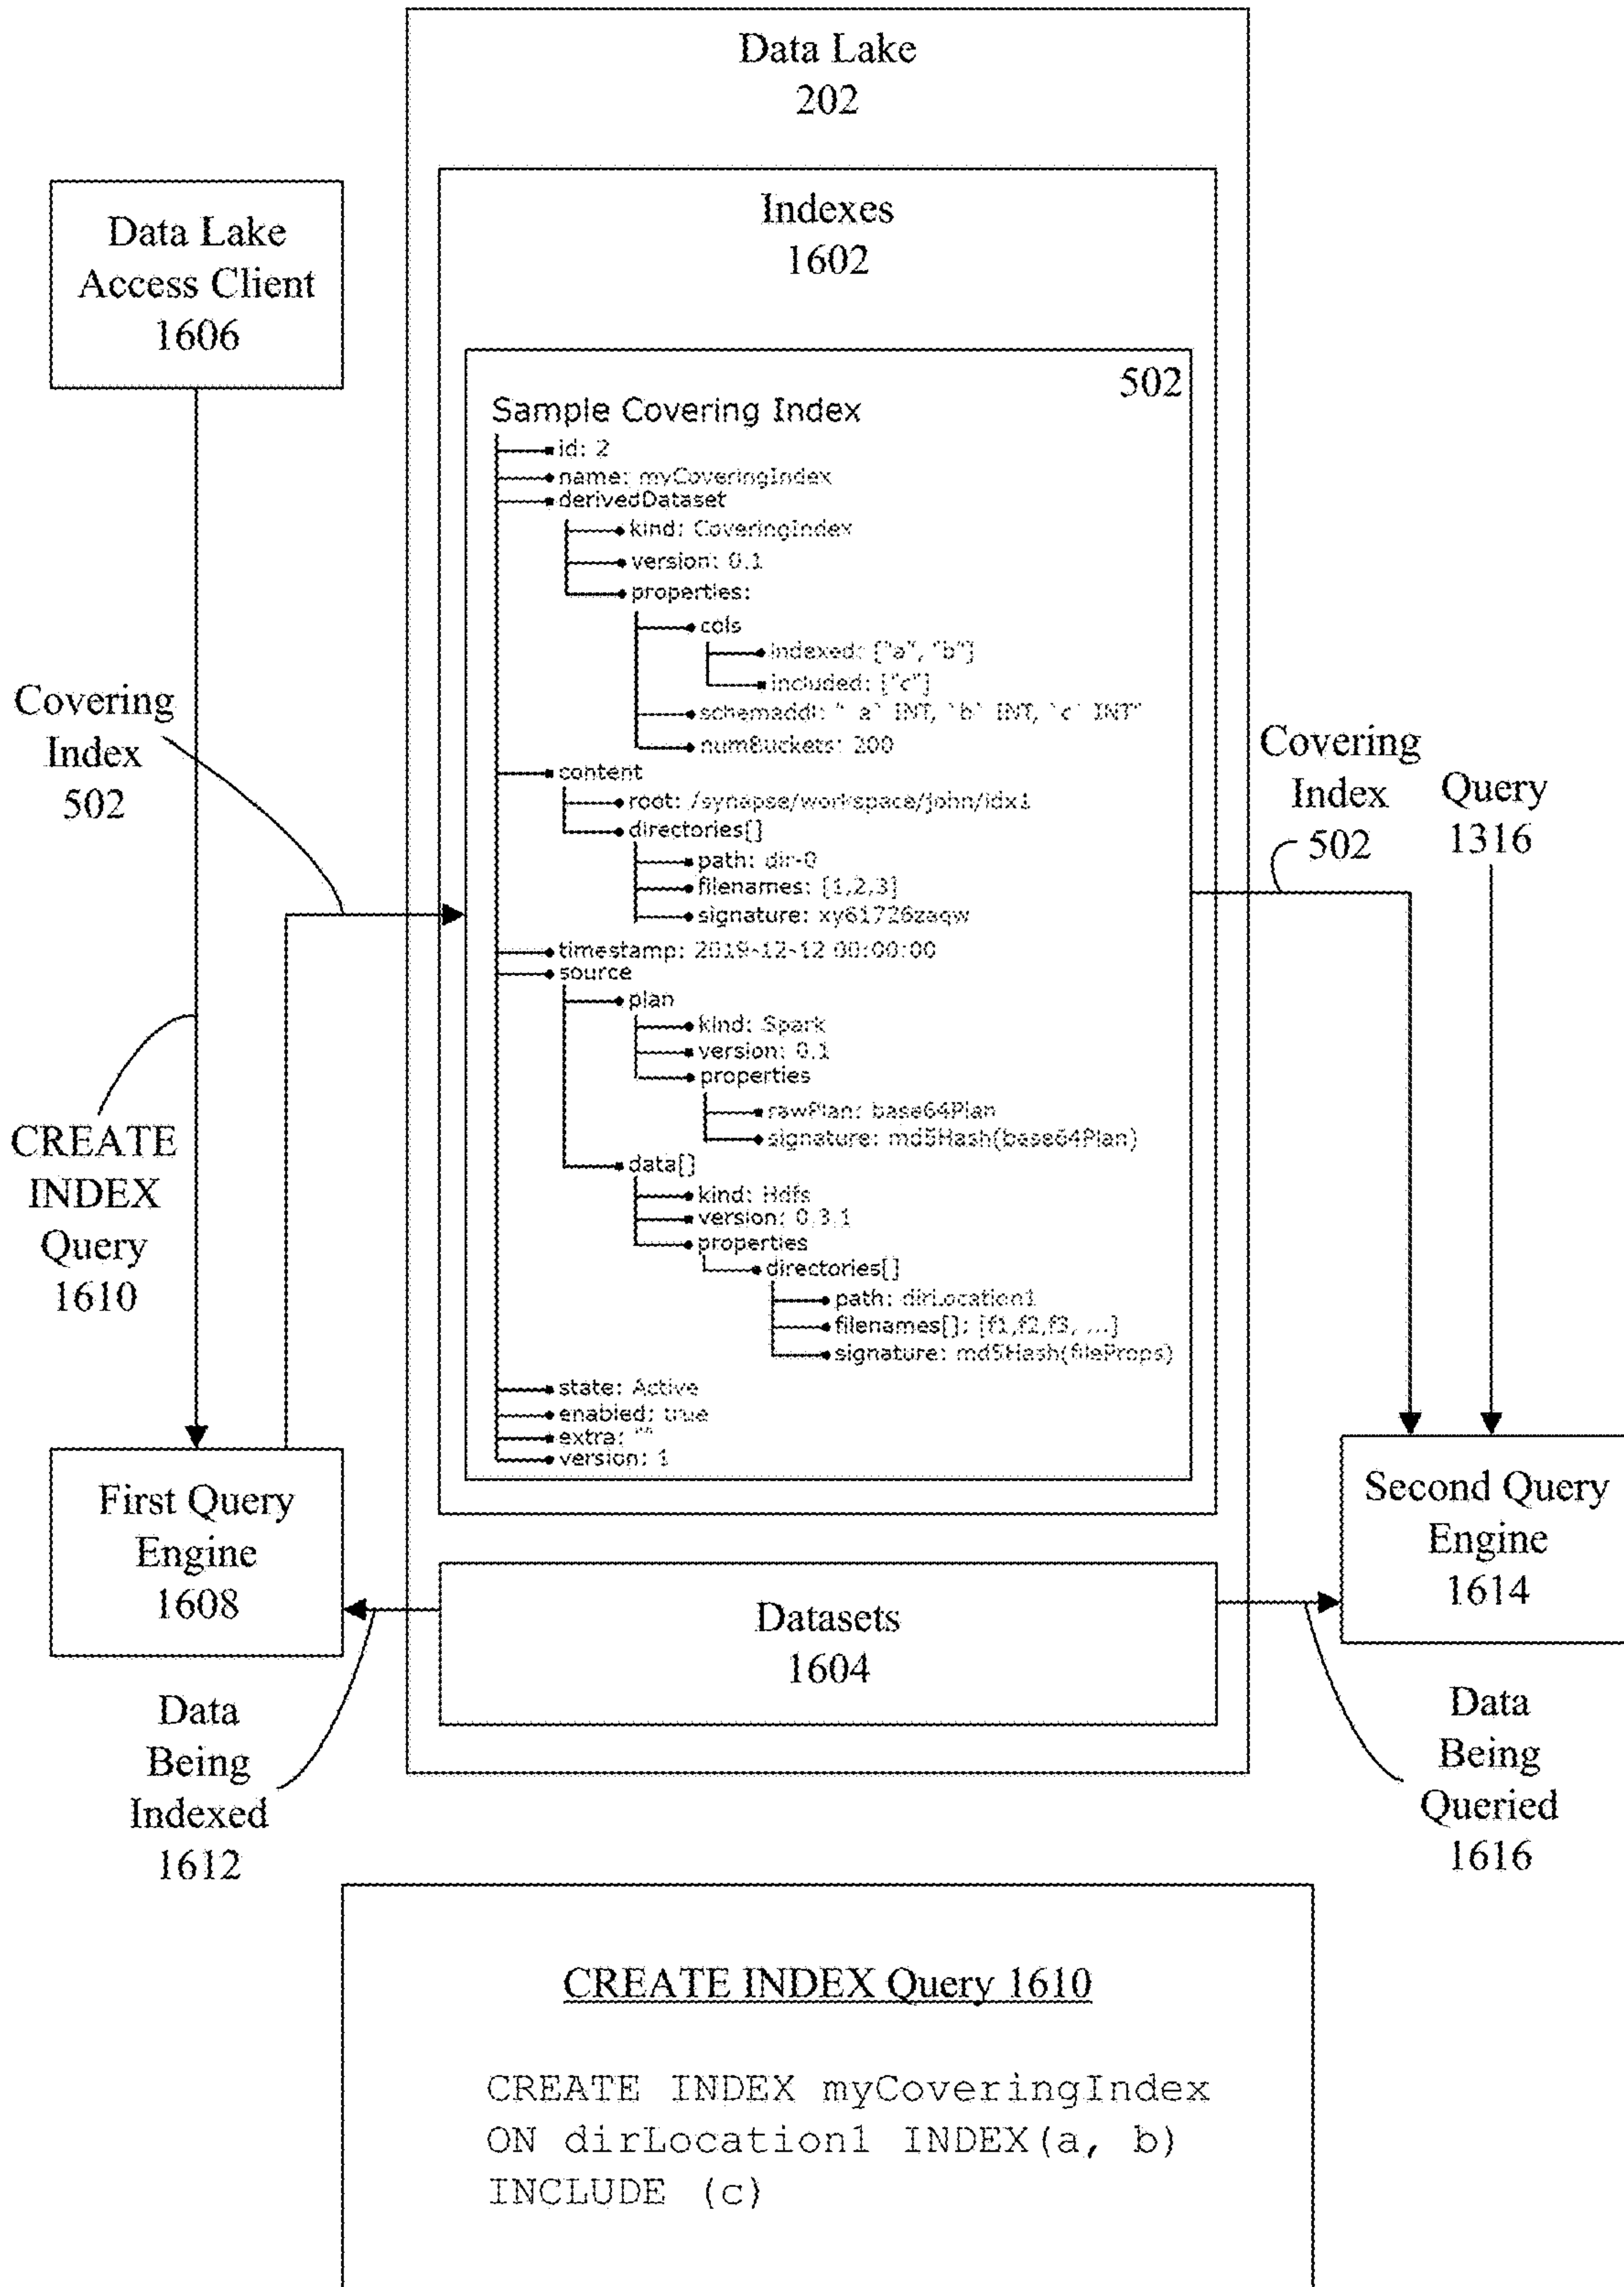 Data Lake
202
Indexes
1602
Data Lake
Access Client
1606
502
Sample Covering Index
id: 2
name: myCoveringIndex
derivedDataset
kind: CoveringIndex
version: 0.1
properties:
cols
indexed: ["a", "b"]
included: ["c"]
schemaddl: "`a` INT, `b` INT, `c` INT"
numBuckets: 200
content
root: /synapse/workspace/john/idx1
directories[]
path: dir-0
filenames: [1,2,3]
signature: xy61726zaqw
timestamp: 2019-12-12 00:00:00
source
plan
kind: Spark
version: 0.1
properties
rawPlan: base64Plan
signature: md5Hash(base64Plan)
data[]
kind: Hdfs
version: 0.3.1
properties
directories[]
path: dirLocation1
filenames[]: [f1,f2,f3, ...]
signature: md5Hash(fileProps)
state: Active
enabled: true
extra: ""
version: 1
Covering
Index
502
CREATE
INDEX
Query
1610
Covering
Index
502
Query
1316
First Query
Engine
1608
Second Query
Engine
1614
Datasets
1604
Data
Being
Indexed
1612
Data
Being
Queried
1616
CREATE INDEX Query 1610
CREATE INDEX myCoveringIndex
ON dirLocation1 INDEX(a, b)
INCLUDE (c)